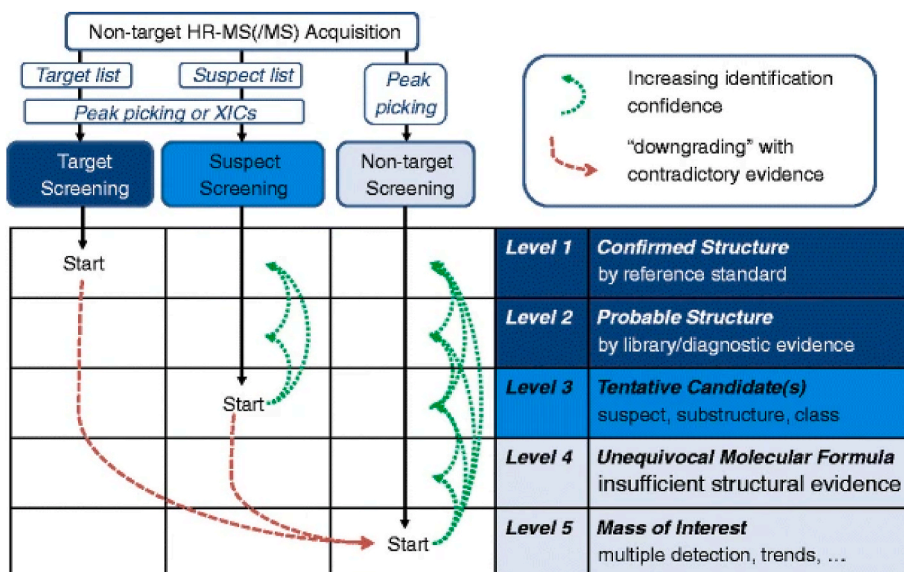 Non-target HR-MS(/MS) Acquisition
Target list
Suspect list
Peak
picking
Peak picking or XICs
Target
Screening
Suspect
Screening
Non-target
Screening
Increasing identification
confidence
“downgrading” with
contradictory evidence
Start
Level 1 Confirmed Structure
by reference standard
Level 2 Probable Structure
by library/diagnostic evidence
Start
Level 3 Tentative Candidate(s)
suspect, substructure, class
Level 4 Unequivocal Molecular Formula
insufficient structural evidence
Start
Level 5 Mass of Interest
multiple detection, trends, …